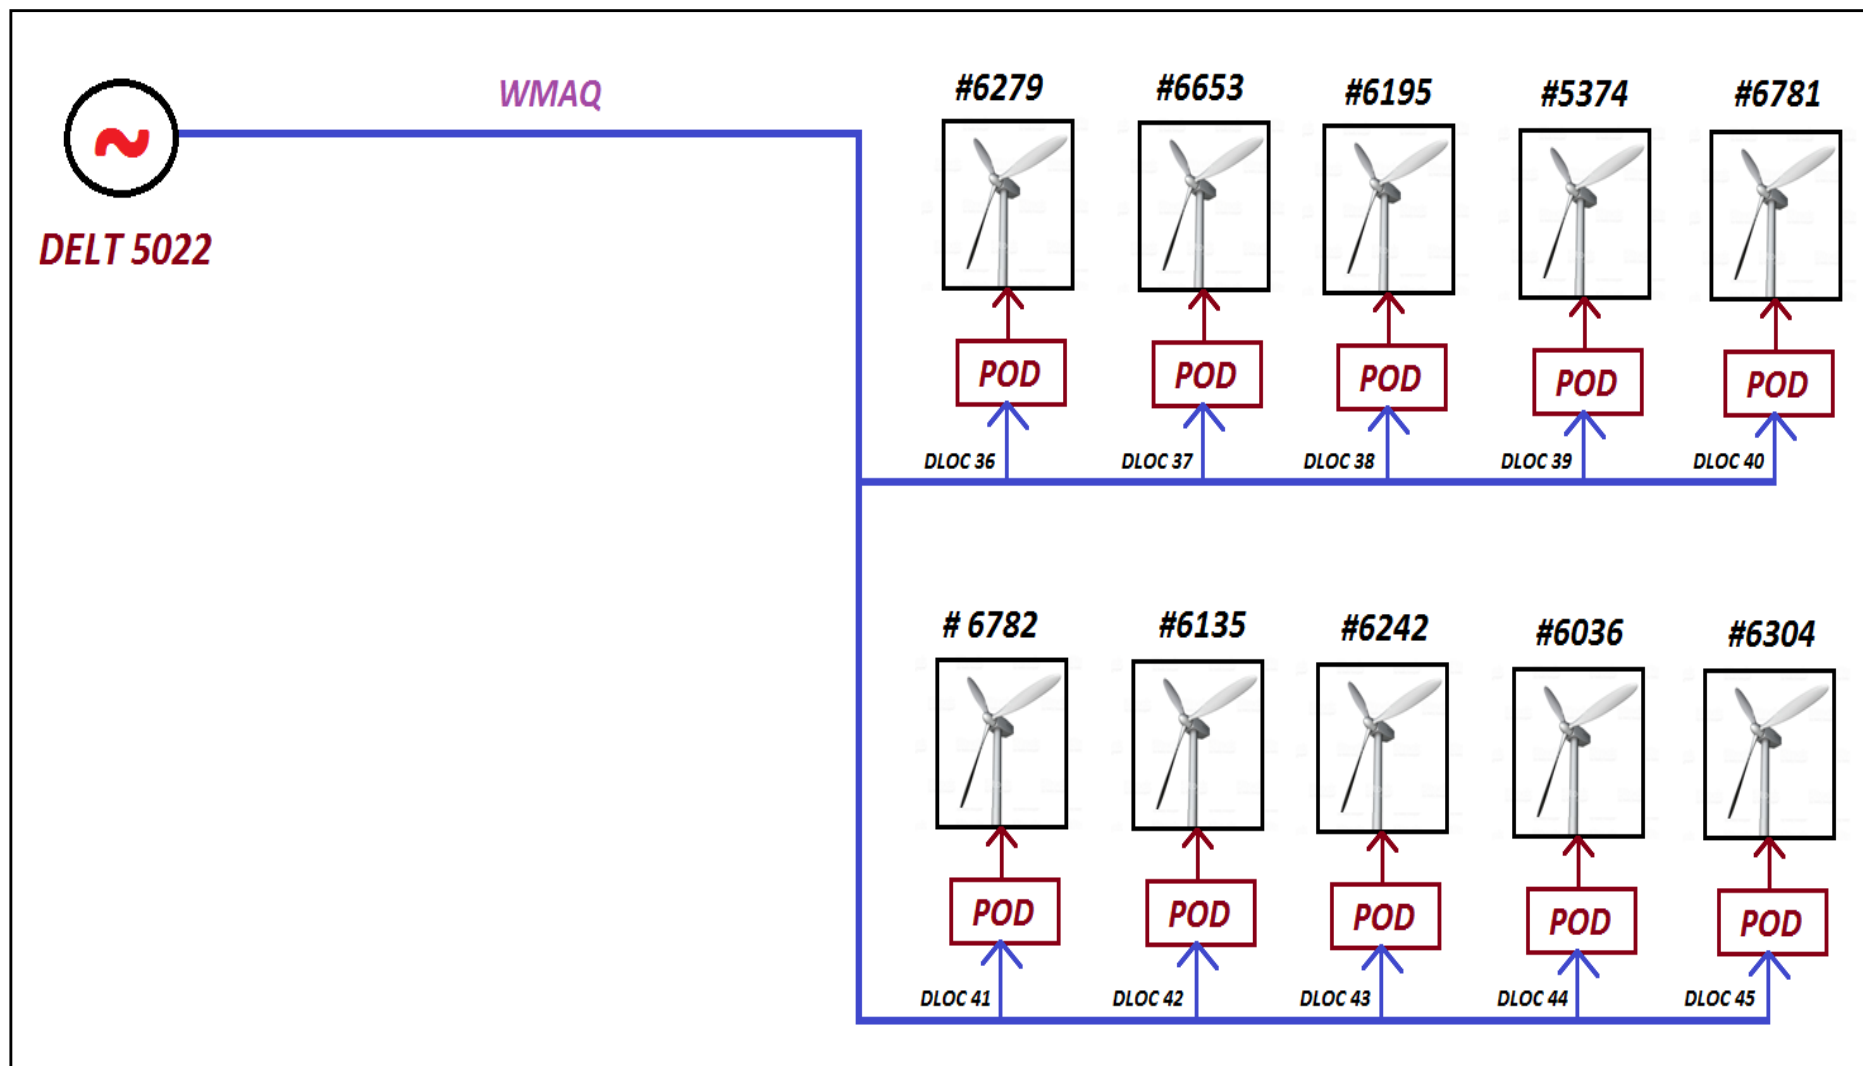 WMAQ
DELT 5022
#6279 #6653 #6195 #5374 #6781
POD POD POD POD POD
DLOC 36 DLOC 37 DLOC 38 DLOC 39 DLOC 40
# 6782 #6135 #6242 #6036 #6304
POD POD POD POD POD
DLOC 41 DLOC 42 DLOC 43 DLOC 44 DLOC 45